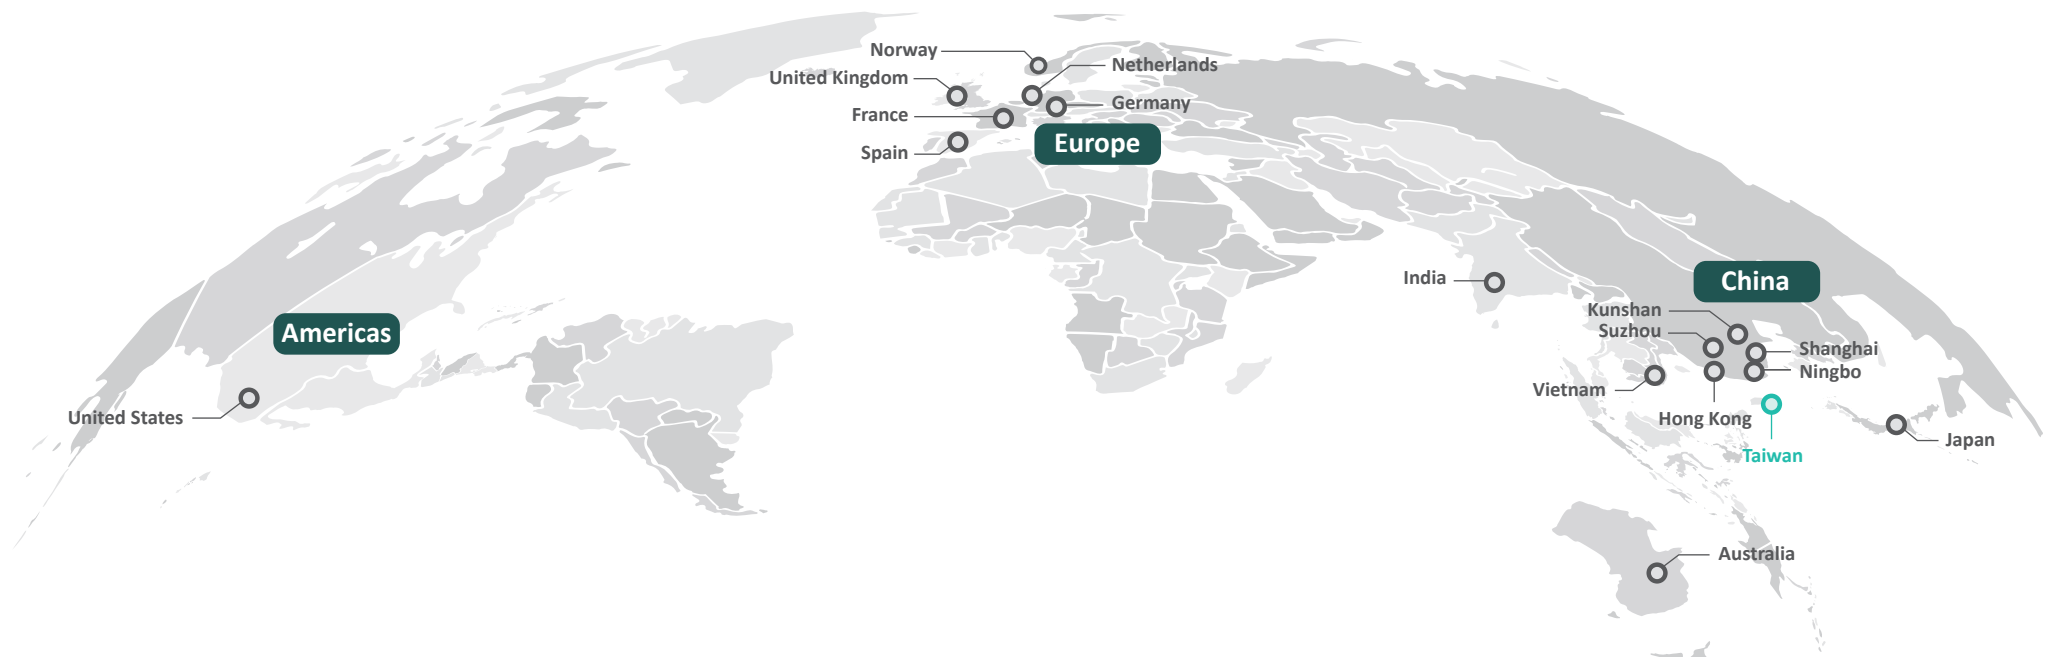 Norway
United Kingdom
France
Spain
Netherlands
Germany
Europe
Americas
United States
India
China
Kunshan
Suzhou
Shanghai
Ningbo
Vietnam
Hong Kong
Taiwan
Japan
Australia